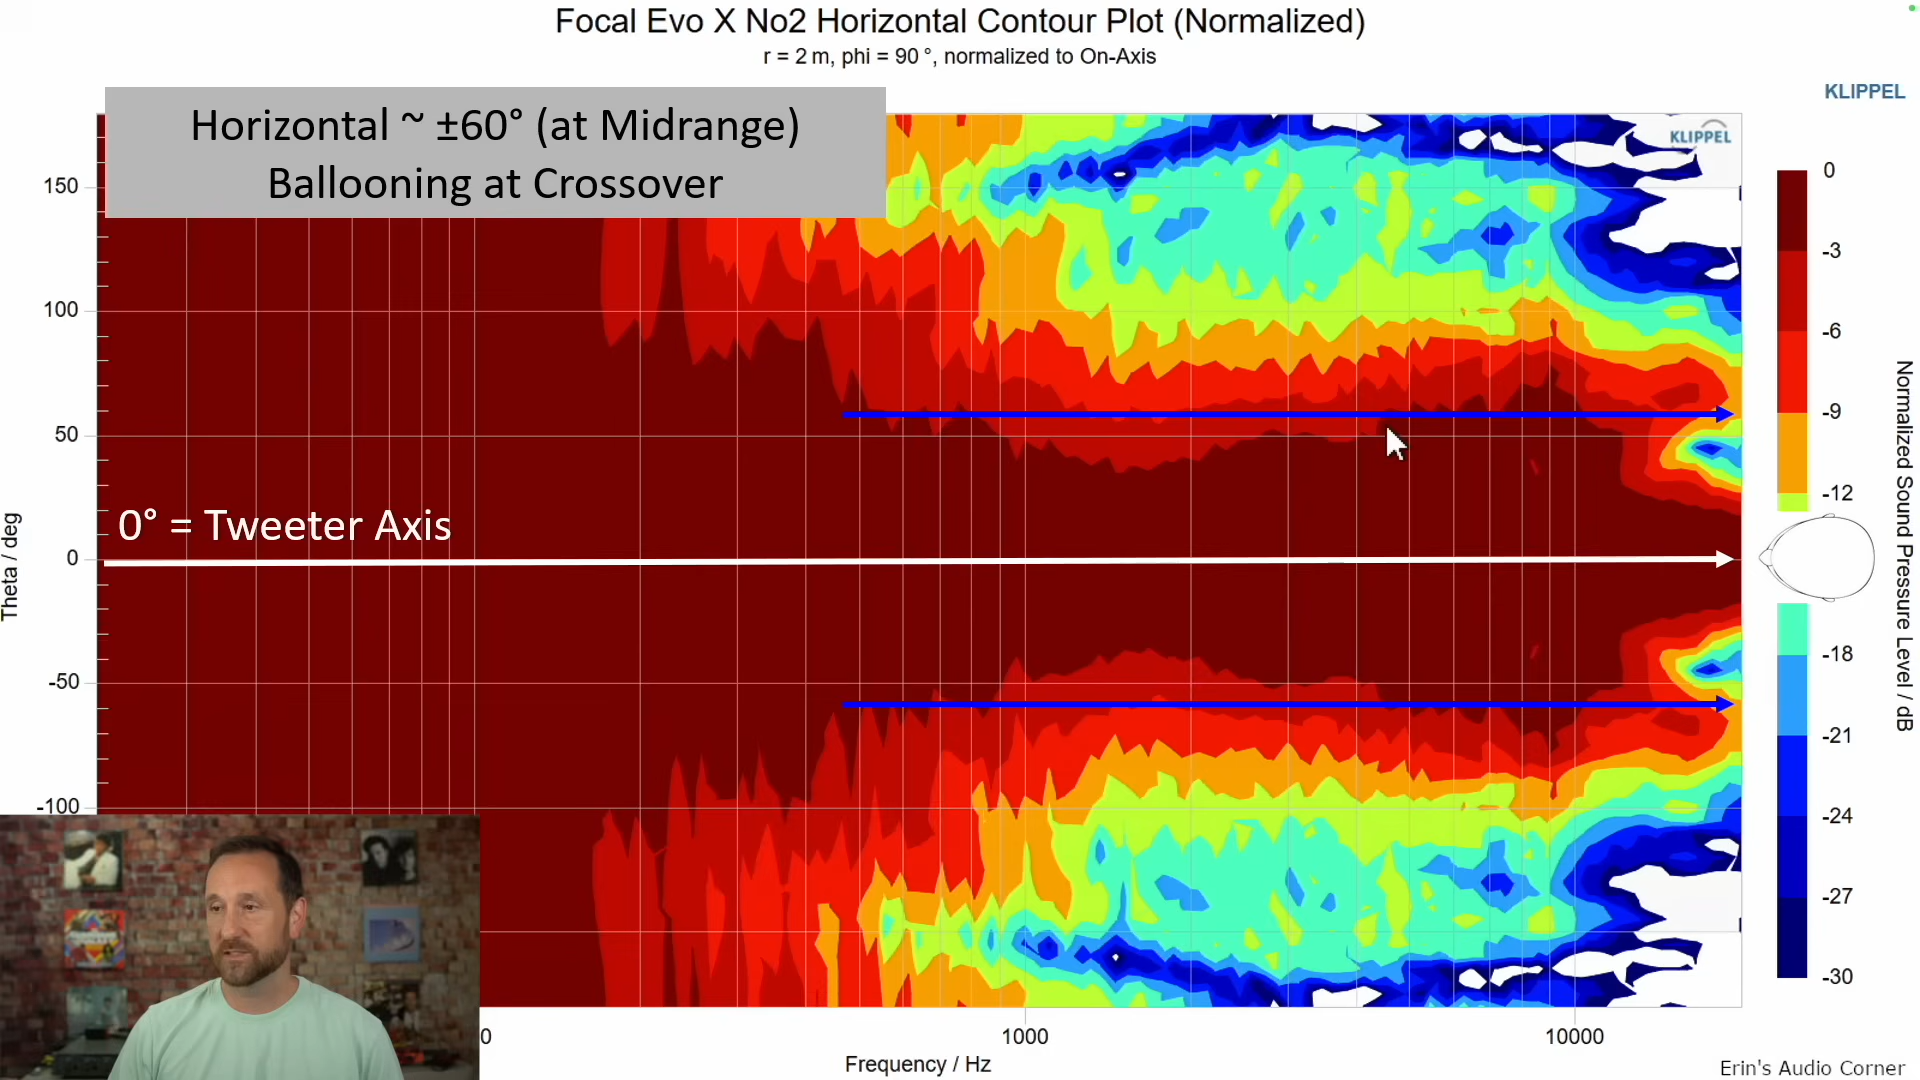 Focal Evo X No2 Horizontal Contour Plot (Normalized)
r = 2 m, phi = 90 °, normalized to On-Axis
KLIPPEL
Horizontal ~ ±60° (at Midrange)
Ballooning at Crossover
KLIPPEL
0° = Tweeter Axis
Theta / deg
150
100
50
0
-50
-100
0
1000
10000
Frequency / Hz
0
-3
-6
-9
-12
-18
-21
-24
-27
-30
Normalized Sound Pressure Level / dB
Erin's Audio Corner